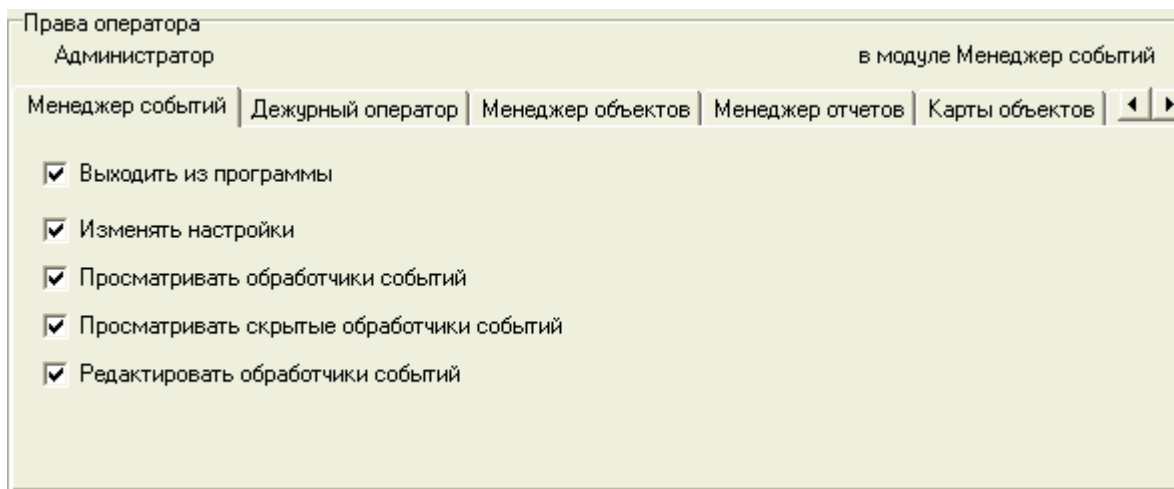 Права оператора
Администратор в модуле Менеджер событий
Менеджер событий Дежурный оператор Менеджер объектов Менеджер отчетов Карты объектов
Выходить из программы
Изменять настройки
Просматривать обработчики событий
Просматривать скрытые обработчики событий
Редактировать обработчики событий